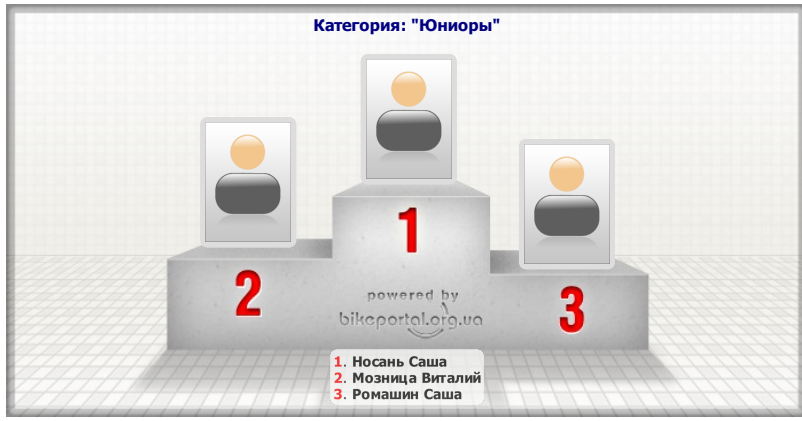 Категория: "Юниоры"
1
2
3
powered by
bikeportal.org.ua
1. Носань Саша
2. Мозница Виталий
3. Ромашин Саша